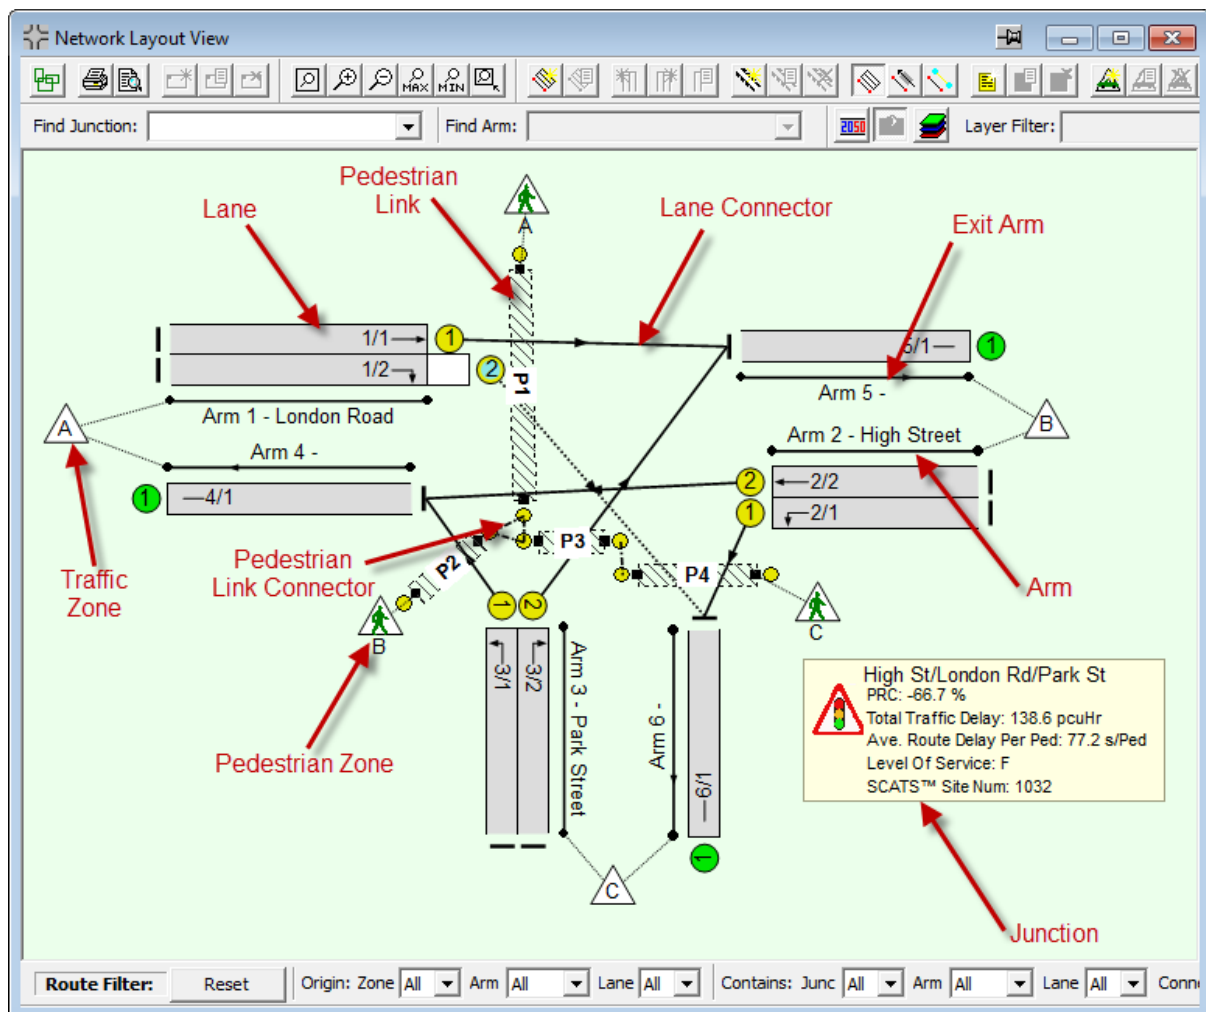 Network Layout View
MAX
MIN
Find Junction:
Find Arm:
2050
Layer Filter:
Pedestrian
Link
Lane
Lane Connector
Exit Arm
A
1/1
1
5/1
1
1/2
2
P1
Arm 5 -
Arm 1 - London Road
A
B
Arm 4 -
Arm 2 - High Street
2
2/2
1
4/1
1
2/1
Pedestrian
Link Connector
P2
P3
P4
Traffic
Zone
Arm
B
C
1
2
3/1
3/2
Arm 3 - Park Street
Arm 6 -
6/1
1
C
Pedestrian Zone
High St/London Rd/Park St
PRC: -66.7 %
Total Traffic Delay: 138.6 pcuHr
Ave. Route Delay Per Ped: 77.2 s/Ped
Level Of Service: F
SCATS™ Site Num: 1032
Junction
Route Filter: Reset Origin: Zone All Arm All Lane All Contains: Junc All Arm All Lane All Conne